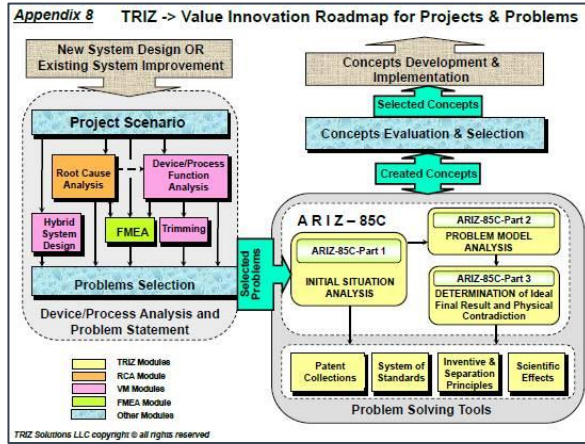 Appendix 8
TRIZ -> Value Innovation Roadmap for Projects & Problems
New System Design OR
Existing System Improvement
Project Scenario
Root Cause
Analysis
Device/Process
Function
Analysis
Hybrid
System
Design
FMEA
Trimming
Problems Selection
Device/Process Analysis and
Problem Statement
TRIZ Modules
RCA Module
VM Modules
FMEA Module
Other Modules
TRIZ Solutions LLC copyright © all rights reserved
Selected
Problems
Concepts Development &
Implementation
Selected Concepts
Concepts Evaluation & Selection
Created Concepts
ARIZ – 85C
ARIZ-85C-Part 1
INITIAL SITUATION
ANALYSIS
ARIZ-85C-Part 2
PROBLEM MODEL
ANALYSIS
ARIZ-85C-Part 3
DETERMINATION of Ideal
Final Result and Physical
Contradiction
Patent
Collections
System of
Standards
Inventive &
Separation
Principles
Scientific
Effects
Problem Solving Tools